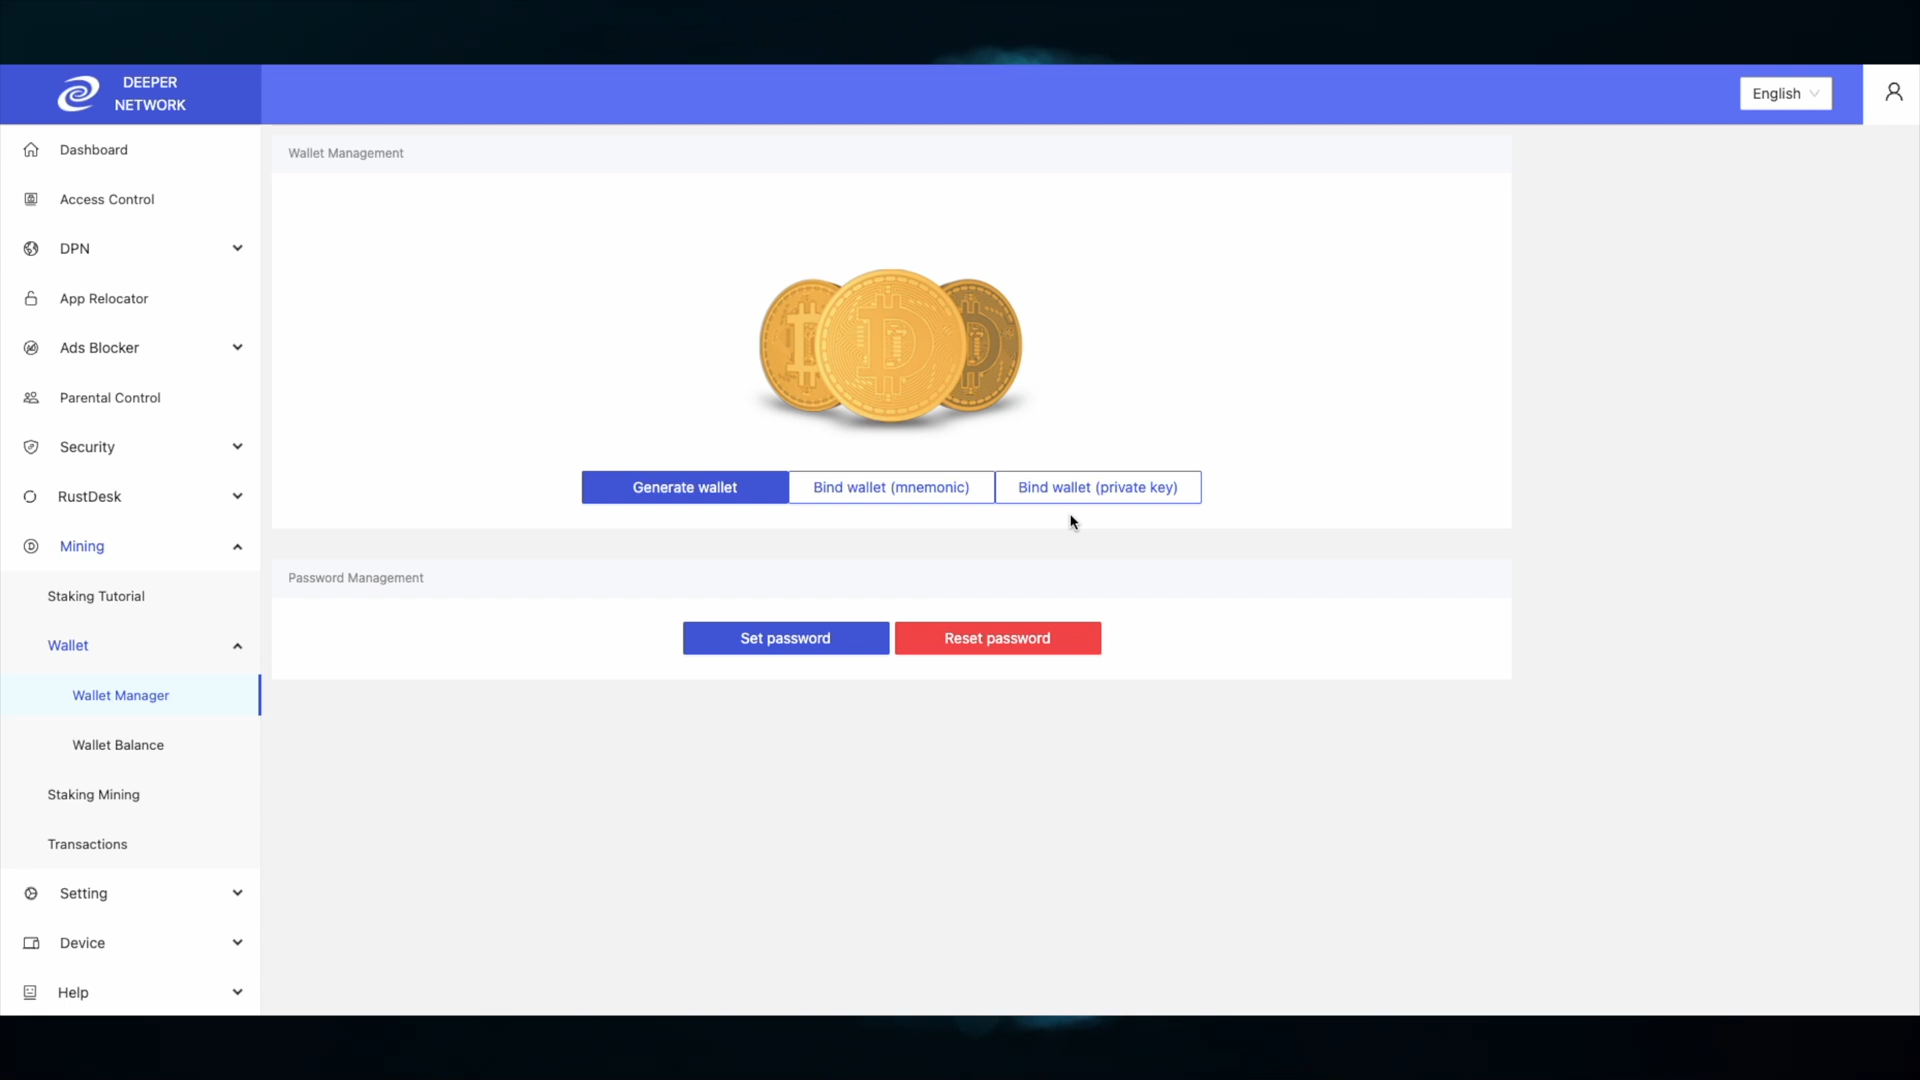 DEEPER
NETWORK
English
Dashboard
Access Control
DPN
App Relocator
Ads Blocker
Parental Control
Security
RustDesk
Mining
Staking Tutorial
Wallet
Wallet Manager
Wallet Balance
Staking Mining
Transactions
Setting
Device
Help
Wallet Management
Generate wallet
Bind wallet (mnemonic)
Bind wallet (private key)
Password Management
Set password
Reset password